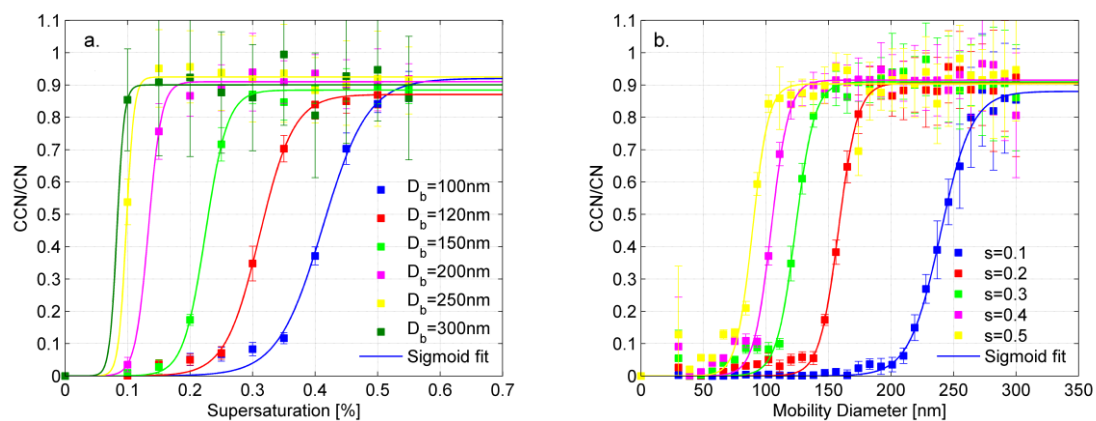 a.
CCN/CN
1.1
1
0.9
0.8
0.7
0.6
0.5
0.4
0.3
0.2
0.1
0
D_b=100nm
D_b=120nm
D_b=150nm
D_b=200nm
D_b=250nm
D_b=300nm
Sigmoid fit
0 0.1 0.2 0.3 0.4 0.5 0.6 0.7
Supersaturation [%]
b.
CCN/CN
1.1
1
0.9
0.8
0.7
0.6
0.5
0.4
0.3
0.2
0.1
0
s=0.1
s=0.2
s=0.3
s=0.4
s=0.5
Sigmoid fit
0 50 100 150 200 250 300 350
Mobility Diameter [nm]